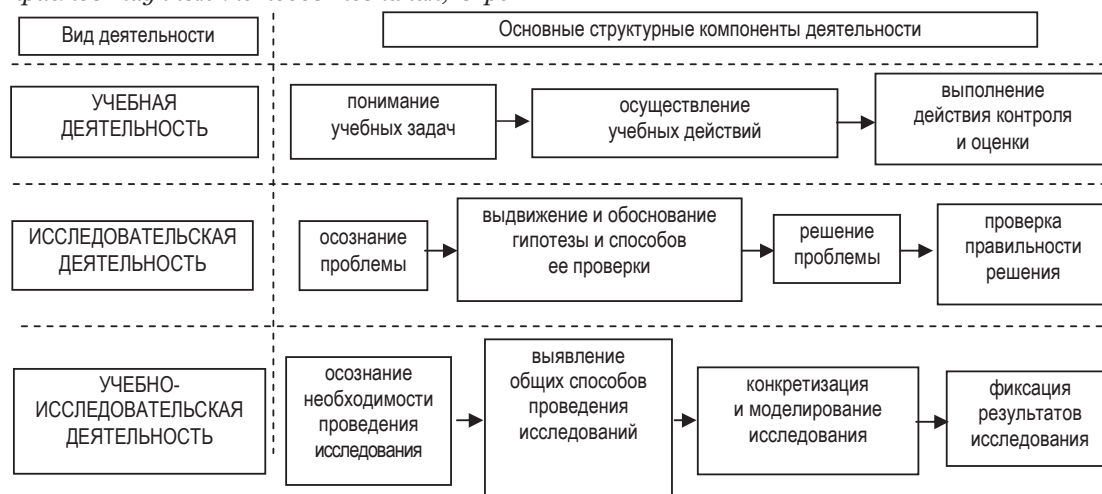 Вид деятельности
Основные структурные компоненты деятельности
УЧЕБНАЯ
ДЕЯТЕЛЬНОСТЬ
понимание
учебных задач
осуществление
учебных действий
выполнение
действия контроля
и оценки
ИССЛЕДОВАТЕЛЬСКАЯ
ДЕЯТЕЛЬНОСТЬ
осознание
проблемы
выдвижение и обоснование
гипотезы и способов
ее проверки
решение
проблемы
проверка
правильности
решения
УЧЕБНО-
ИССЛЕДОВАТЕЛЬСКАЯ
ДЕЯТЕЛЬНОСТЬ
осознание
необходимости
проведения
исследования
выявление
общих способов
проведения
исследований
конкретизация
и моделирование
исследования
фиксация
результатов
исследования